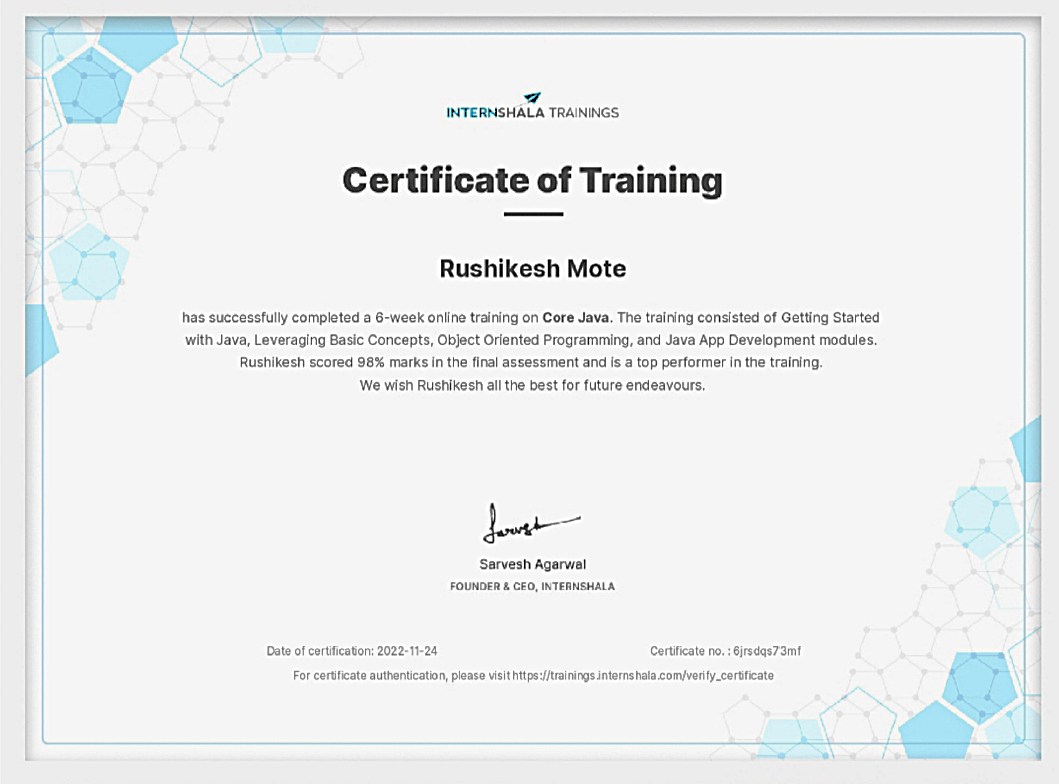 INTERNSHALA TRAININGS
Certificate of Training
Rushikesh Mote
has successfully completed a 6-week online training on Core Java. The training consisted of Getting Started
with Java, Leveraging Basic Concepts, Object Oriented Programming, and Java App Development modules.
Rushikesh scored 98% marks in the final assessment and is a top performer in the training.
We wish Rushikesh all the best for future endeavours.
Sarvesh
Sarvesh Agarwal
FOUNDER & CEO, INTERNSHALA
Date of certification: 2022-11-24 Certificate no. : 6jrsdqs73mf
For certificate authentication, please visit https://trainings.internshala.com/verify_certificate